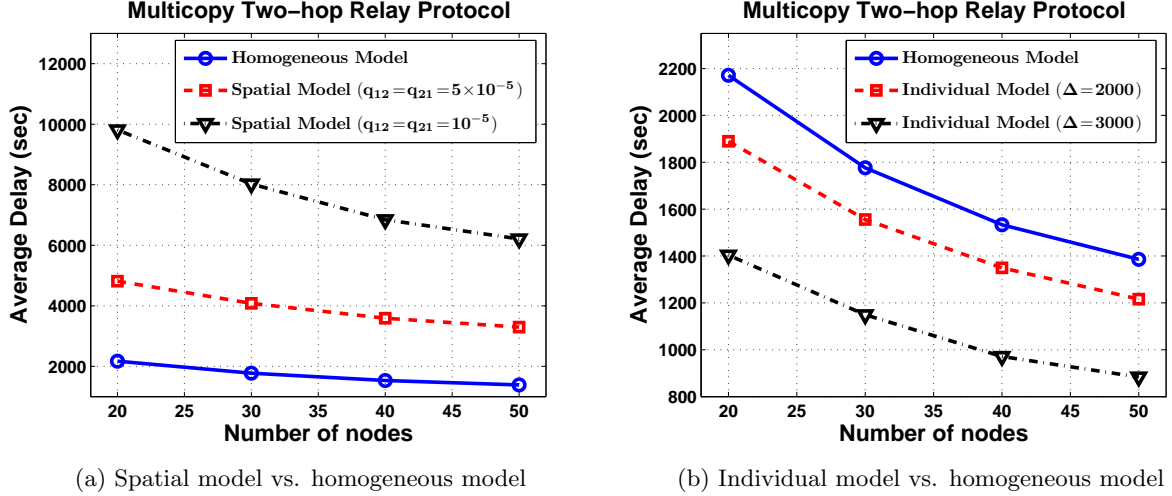 Multicopy Two-hop Relay Protocol
Homogeneous Model
Spatial Model (q₁₂=q₂₁=5×10⁻⁵)
Spatial Model (q₁₂=q₂₁=10⁻⁵)
12000
10000
8000
6000
4000
2000
Average Delay (sec)
20 25 30 35 40 45 50
Number of nodes
(a) Spatial model vs. homogeneous model
Multicopy Two-hop Relay Protocol
Homogeneous Model
Individual Model (Δ=2000)
Individual Model (Δ=3000)
2200
2000
1800
1600
1400
1200
1000
800
Average Delay (sec)
20 25 30 35 40 45 50
Number of nodes
(b) Individual model vs. homogeneous model